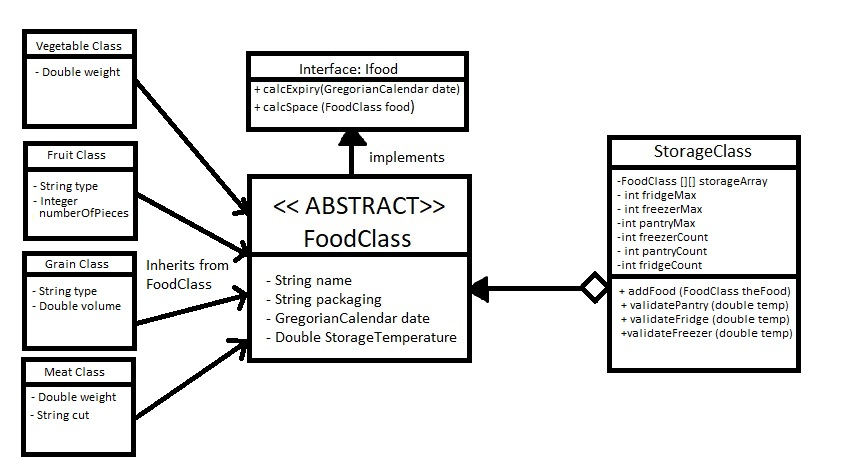 Vegetable Class
- Double weight
Fruit Class
- String type
- Integer
numberOfPieces
Grain Class
- String type
- Double volume
Meat Class
- Double weight
- String cut
Inherits from
FoodClass
Interface: Ifood
+ calcExpiry(GregorianCalendar date)
+ calcSpace (FoodClass food)
implements
<< ABSTRACT>>
FoodClass
- String name
- String packaging
- GregorianCalendar date
- Double StorageTemperature
StorageClass
-FoodClass [][] storageArray
- int fridgeMax
- int freezerMax
- int pantryMax
-int freezerCount
- int pantryCount
-int fridgeCount
+ addFood (FoodClass theFood)
+ validatePantry (double temp)
+ validateFridge (double temp)
+validateFreezer (double temp)